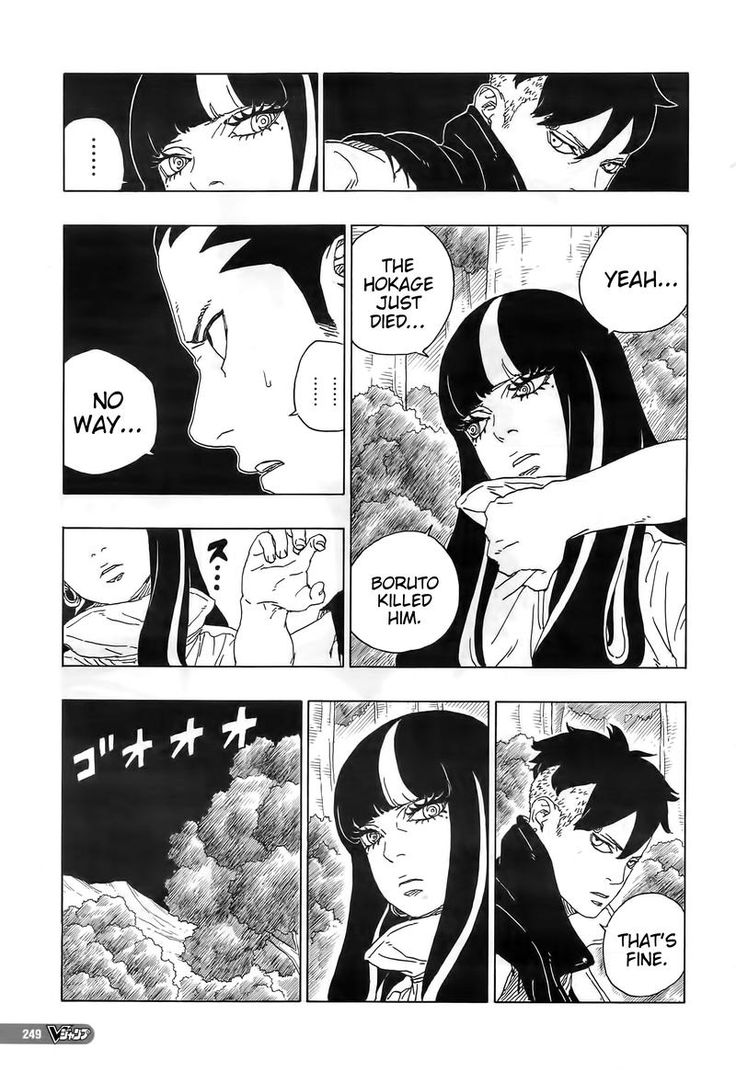 ......
YEAH...
THE
HOKAGE
JUST
DIED...
BORUTO
KILLED
HIM.
......
NO
WAY...
ス...
THAT'S
FINE.
ゴオオオ
249 Vジャンプ